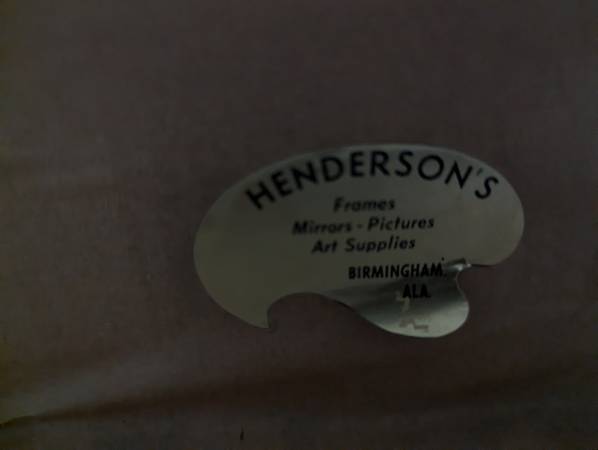 HENDERSON'S
Frames
Mirrors - Pictures
Art Supplies
BIRMINGHAM,
ALA.